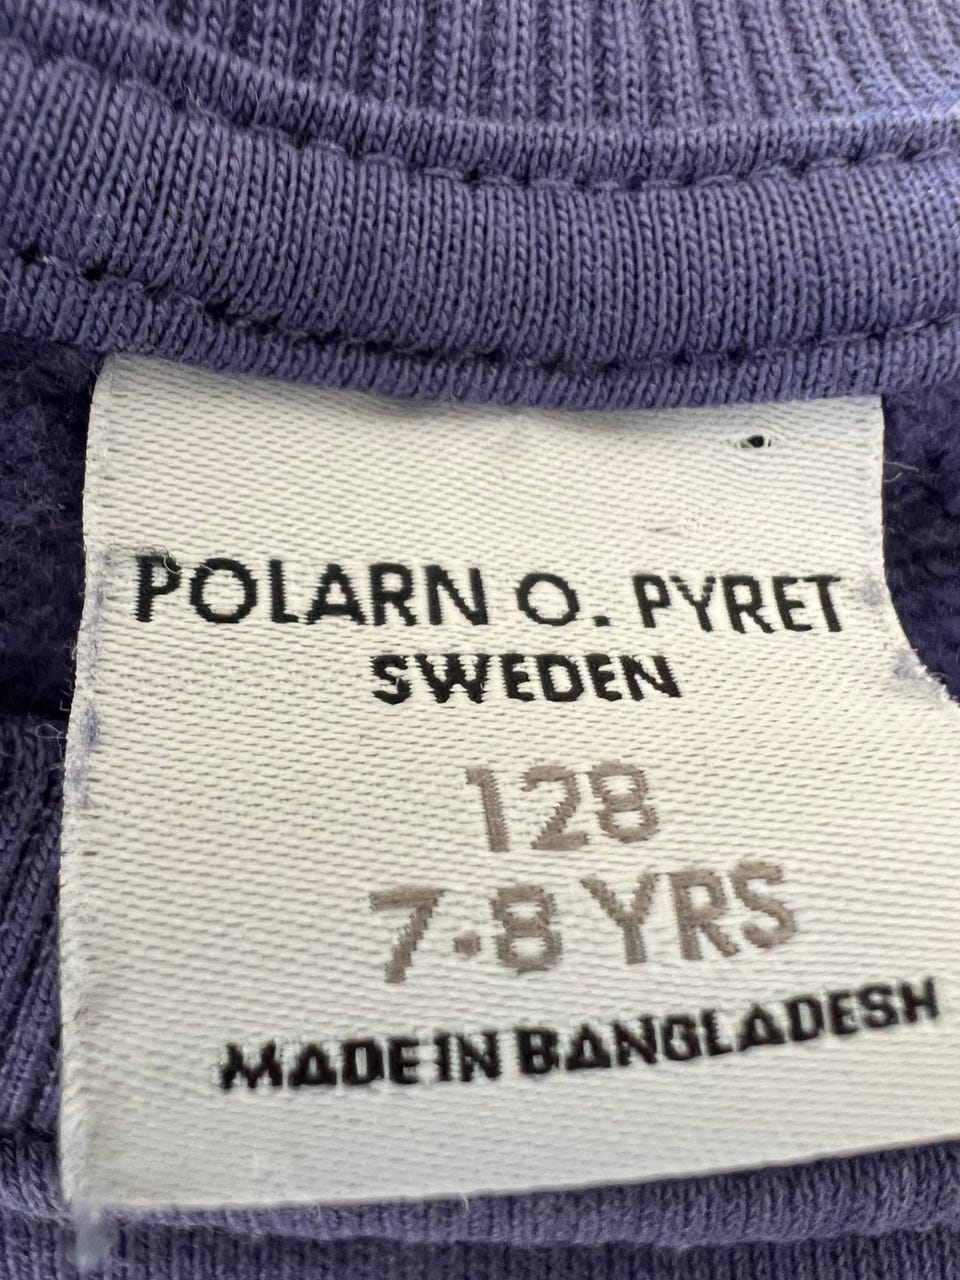 POLARN O. PYRET
SWEDEN
128
7-8 YRS
MADE IN BANGLADESH